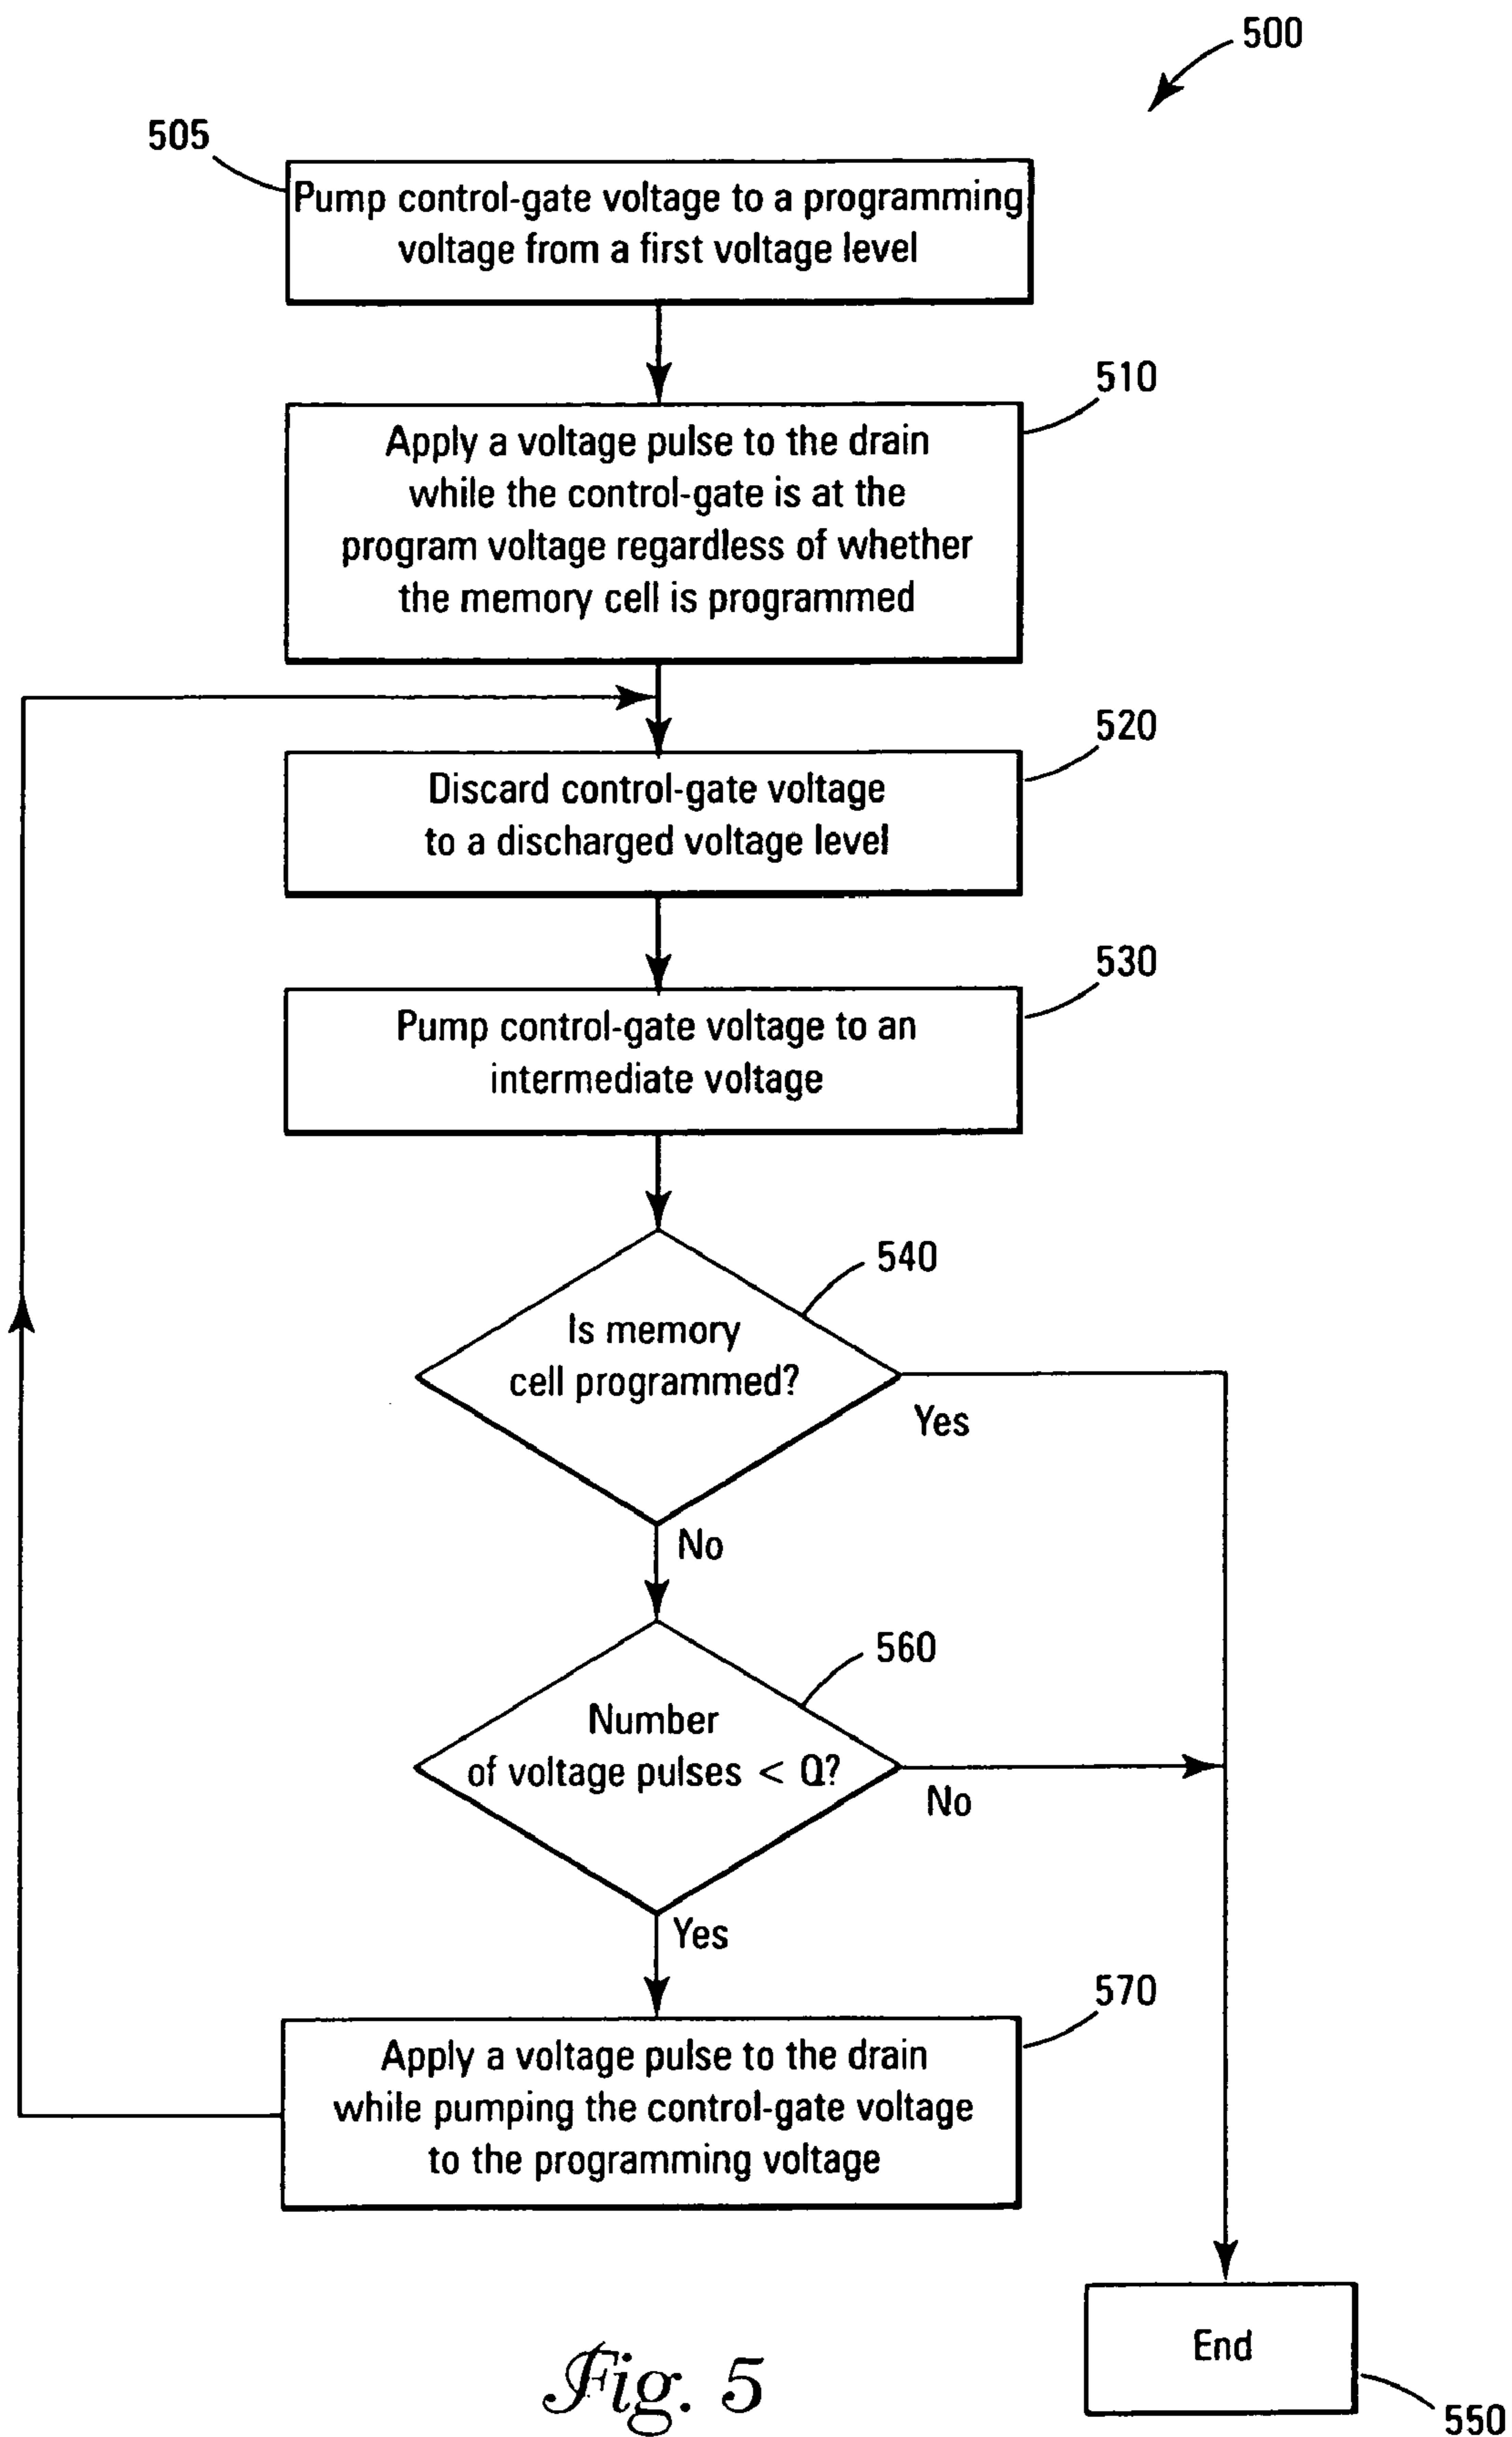 500
505
Pump control-gate voltage to a programming
voltage from a first voltage level
510
Apply a voltage pulse to the drain
while the control-gate is at the
program voltage regardless of whether
the memory cell is programmed
520
Discard control-gate voltage
to a discharged voltage level
530
Pump control-gate voltage to an
intermediate voltage
540
Is memory
cell programmed?
Yes
No
560
Number
of voltage pulses < Q?
No
Yes
570
Apply a voltage pulse to the drain
while pumping the control-gate voltage
to the programming voltage
End
550
Fig. 5